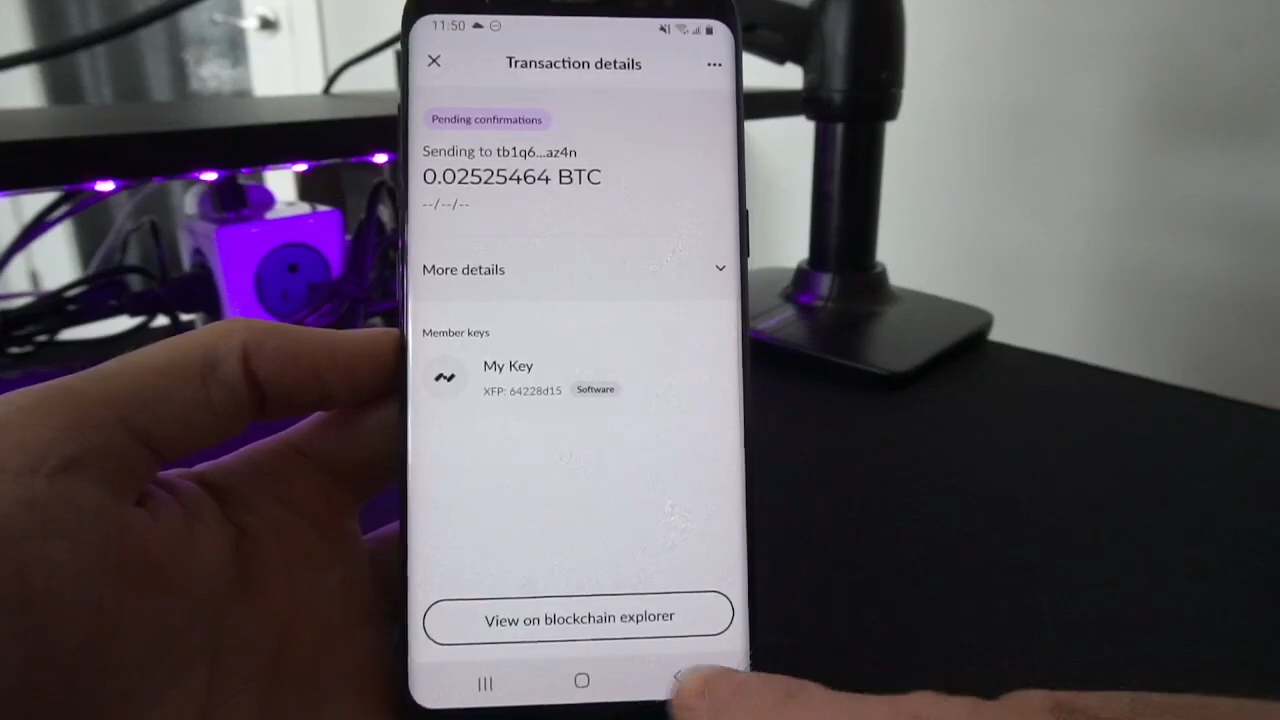 11:50
Transaction details
Pending confirmations
Sending to tb1q6...az4n
0.02525464 BTC
--/--/--
More details
Member keys
My Key
XFP: 64228d15 Software
View on blockchain explorer